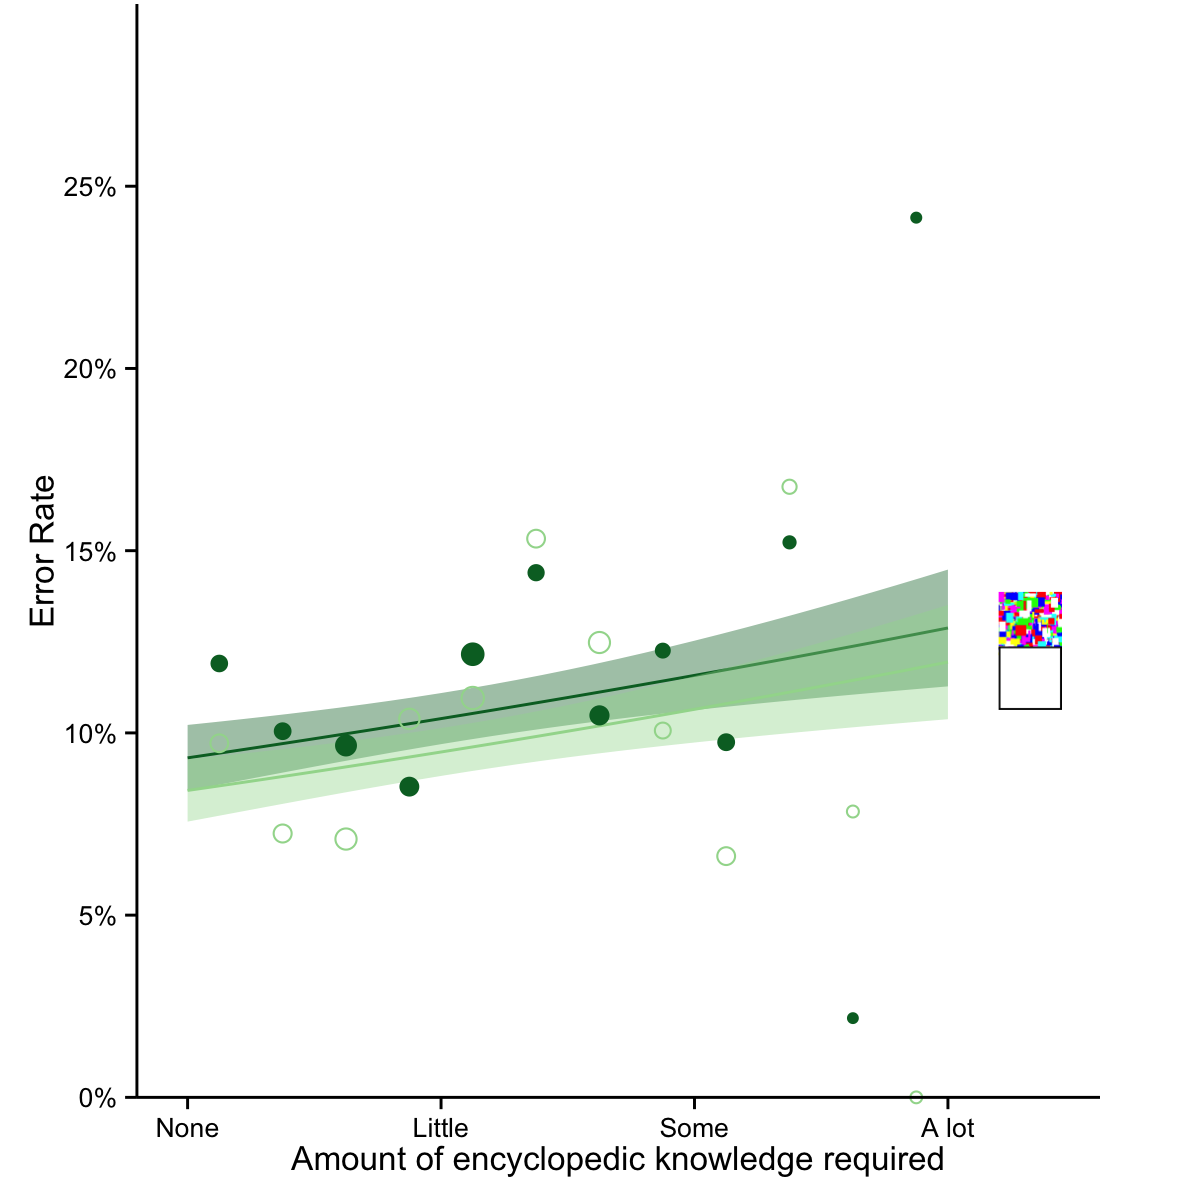 25%
20%
15%
10%
5%
0%
Error Rate
None Little Some A lot
Amount of encyclopedic knowledge required